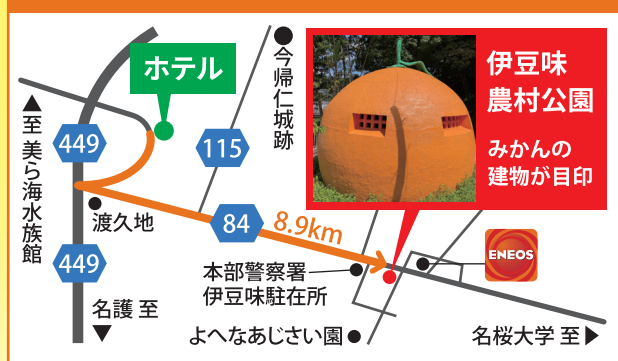 ホテル
今帰仁城跡
伊豆味
農村公園
みかんの
建物が目印
▲至 美ら海水族館
449
115
渡久地
84
8.9km
449
本部警察署
伊豆味駐在所
ENEOS
名護 至▼
よへなあじさい園
名桜大学 至▶